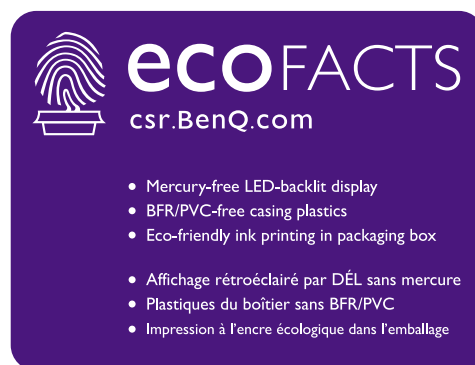 ecoFACTS
csr.BenQ.com
• Mercury-free LED-backlit display
• BFR/PVC-free casing plastics
• Eco-friendly ink printing in packaging box
• Affichage rétroéclairé par DÉL sans mercure
• Plastiques du boîtier sans BFR/PVC
• Impression à l'encre écologique dans l'emballage